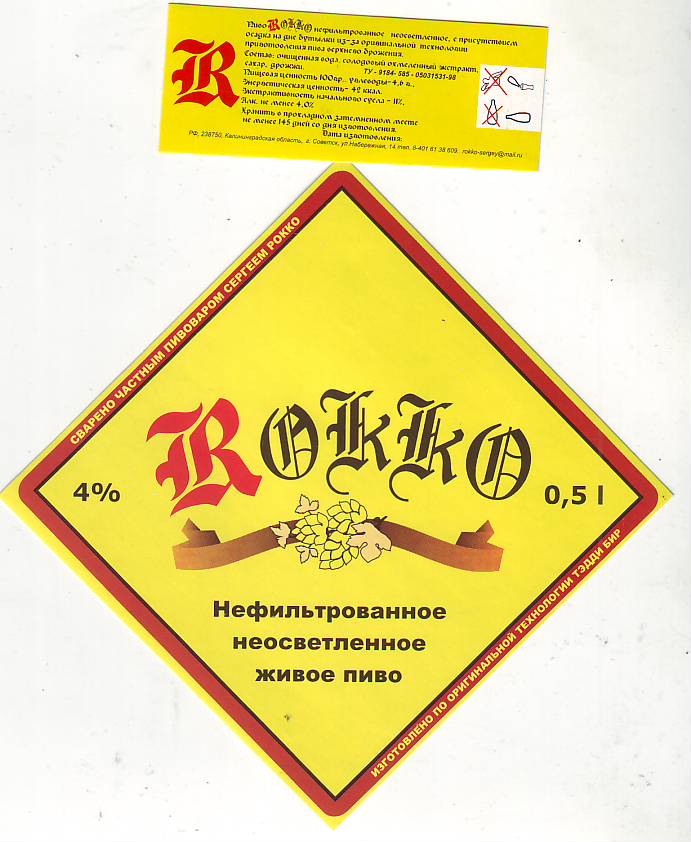 Пиво ROKKO нефильтрованное неосветленное, с присутствием
осадка на дне бутылки из-за оригинальной технологии
приготовления пива верхнего брожения.
Состав: очищенная вода, солодовый охмеленный экстракт,
сахар, дрожжи.
ТУ - 9184- 585 - 05031531-98
Пищевая ценность 100гр.. углеводы-4,6 г.,
Энергетическая ценность- 42 ккал.
Экстрактивность начального сусла - 11%,
Алк. не менее 4,0%
Хранить в прохладном затемненном месте
не менее 145 дней со дня изготовления.
Дата изготовления:
РФ, 238750, Калининградская область, г. Советск, ул.Набережная, 14 тел. 8-401 61 38 609. rokko-sergey@mail.ru
R
СВАРЕНО ЧАСТНЫМ ПИВОВАРОМ СЕРГЕЕМ РОККО
ROKKO
4%
0,5 l
Нефильтрованное
неосветленное
живое пиво
ИЗГОТОВЛЕНО ПО ОРИГИНАЛЬНОЙ ТЕХНОЛОГИИ ТЭДДИ БИР